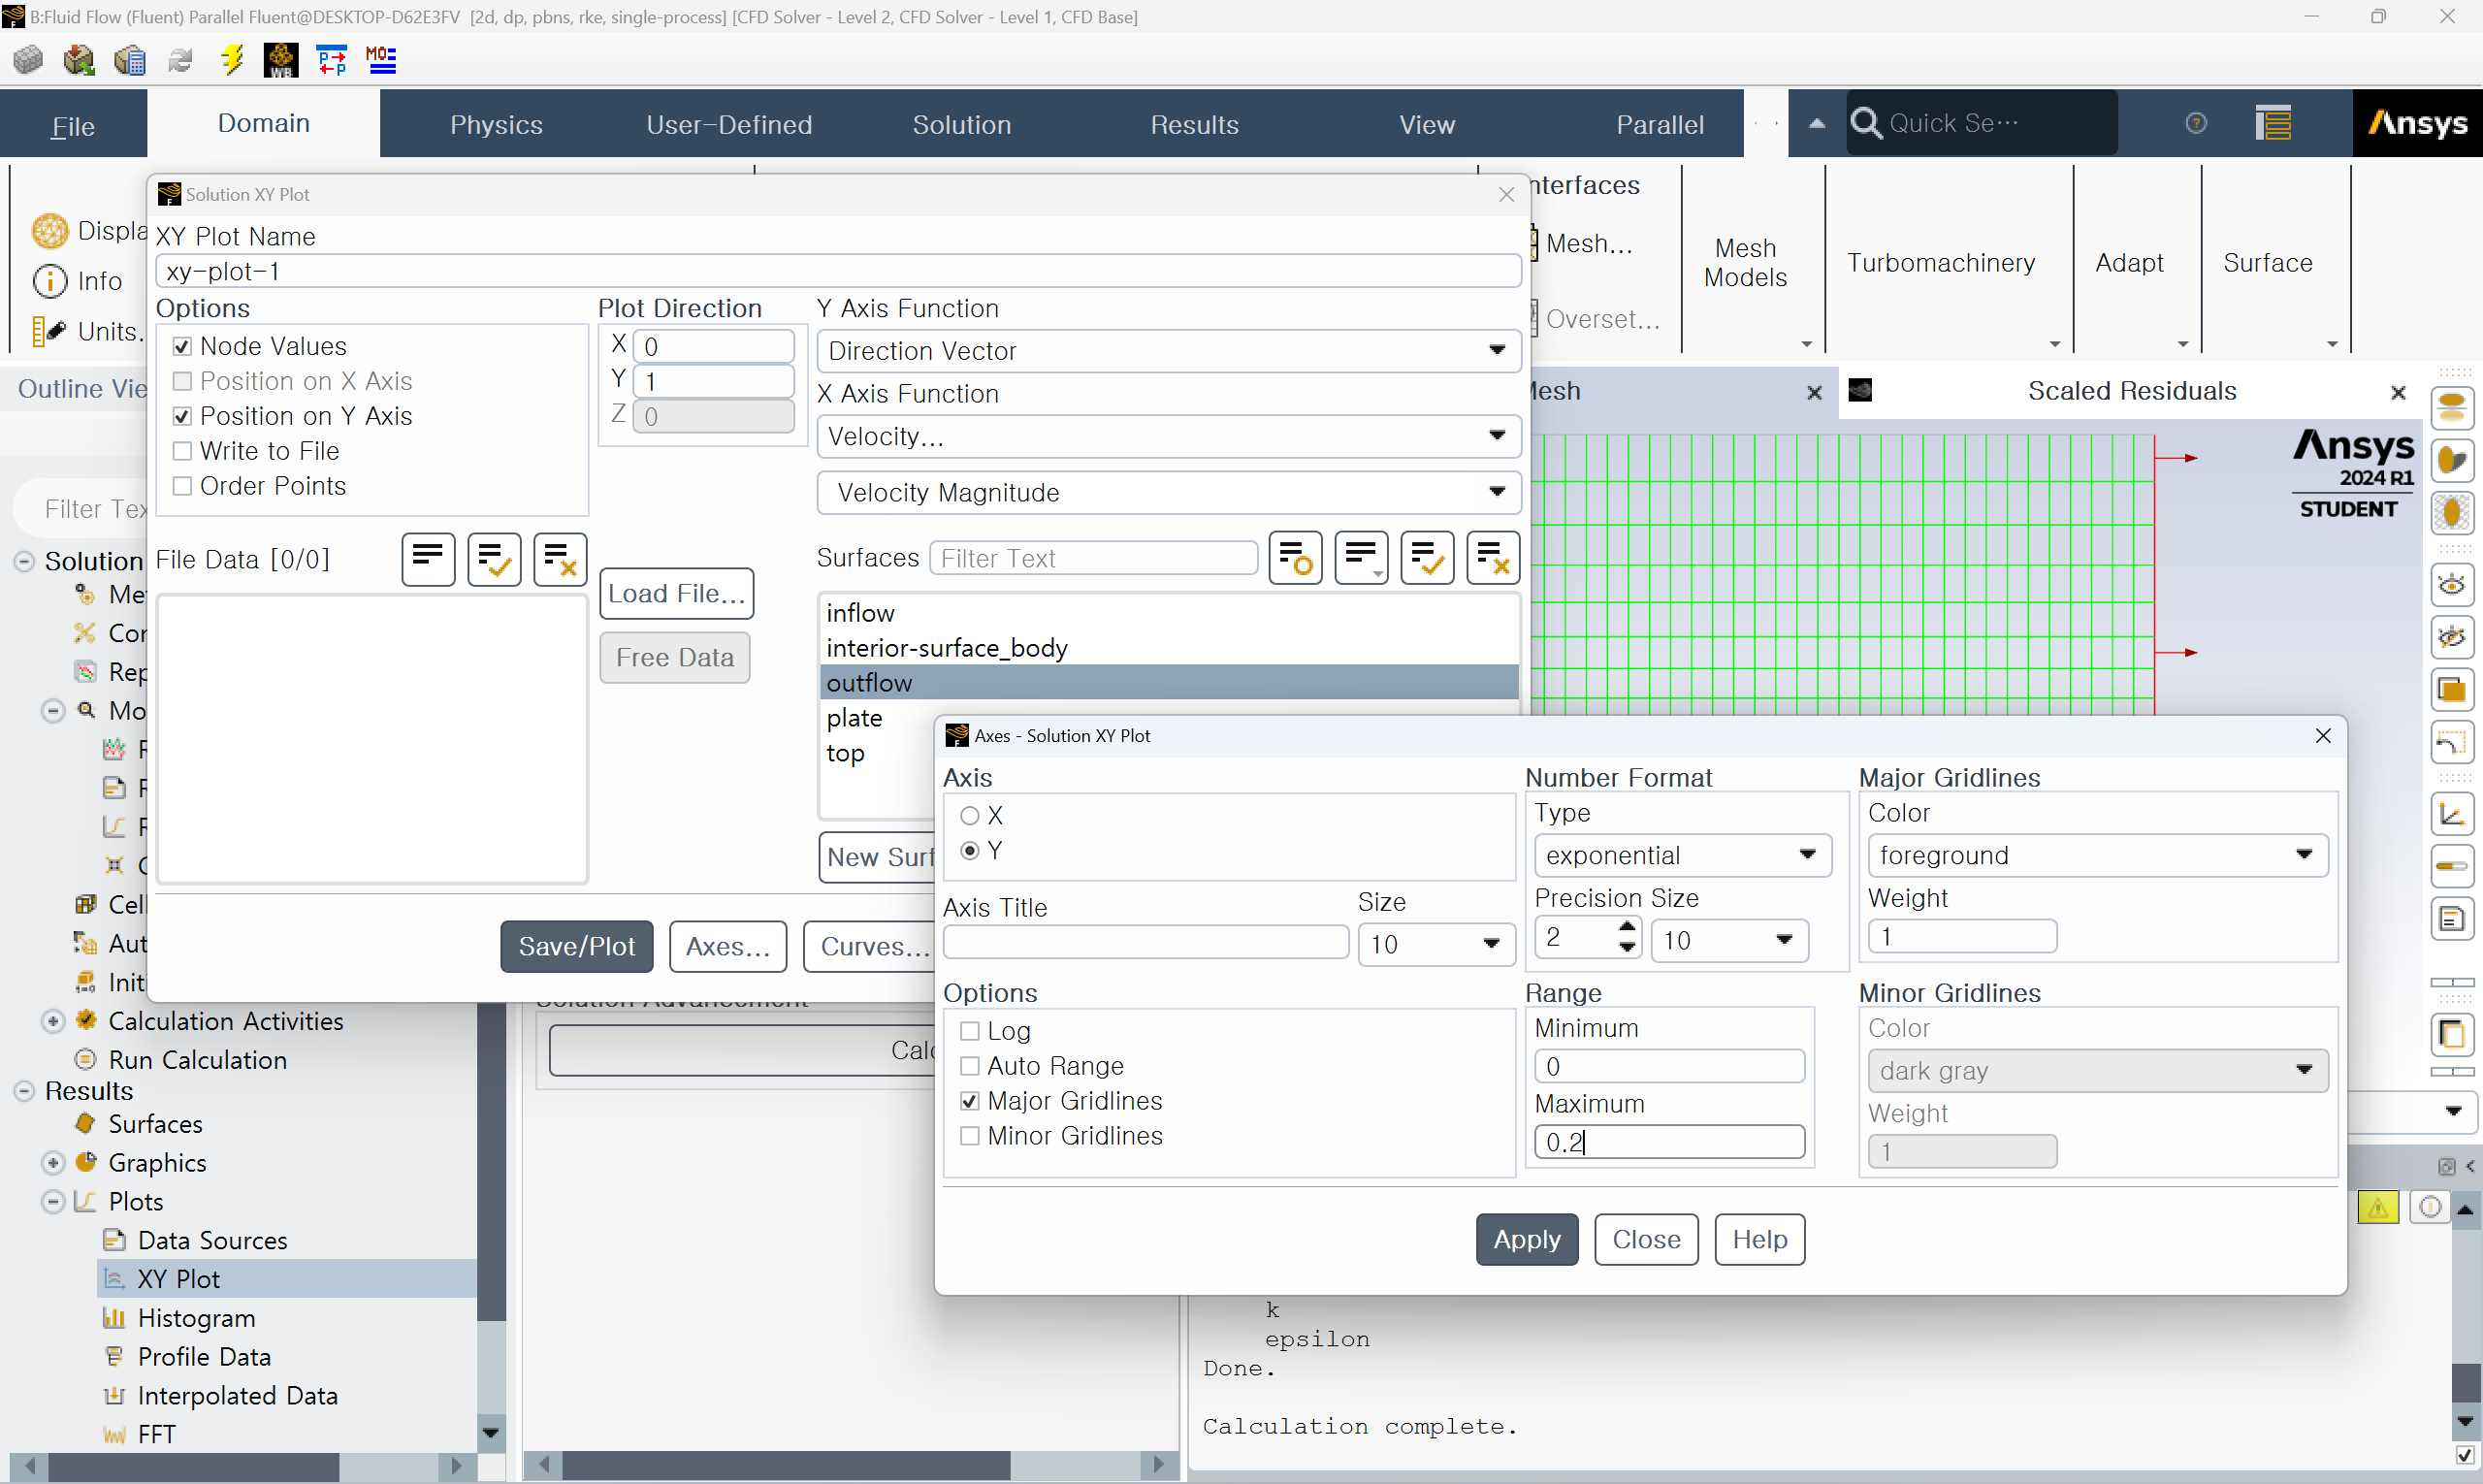 B:Fluid Flow (Fluent) Parallel Fluent@DESKTOP-D62E3FV [2d, dp, pbns, rke, single-process] [CFD Solver - Level 2, CFD Solver - Level 1, CFD Base]
WB
File
Domain
Physics
User-Defined
Solution
Results
View
Parallel
Quick Se···
Ansys
Displa
Info
Units.
Mesh...
Overset...
Mesh
Models
Turbomachinery
Adapt
Surface
Outline Vie
Filter Tex
Scaled Residuals
Ansys
2024 R1
STUDENT
Solution XY Plot
XY Plot Name
xy-plot-1
Options
Node Values
Position on X Axis
Position on Y Axis
Write to File
Order Points
Plot Direction
X 0
Y 1
Z 0
Y Axis Function
Direction Vector
X Axis Function
Velocity...
Velocity Magnitude
File Data [0/0]
Load File...
Free Data
Surfaces
Filter Text
inflow
interior-surface_body
outflow
plate
top
New Surf
Save/Plot
Axes...
Curves...
Axes - Solution XY Plot
Axis
X
Y
Axis Title
Size
10
Number Format
Type
exponential
Precision Size
2
10
Major Gridlines
Color
foreground
Weight
1
Options
Log
Auto Range
Major Gridlines
Minor Gridlines
Range
Minimum
0
Maximum
0.2
Minor Gridlines
Color
dark gray
Weight
1
Apply
Close
Help
Solution
Me
Cor
Rep
Mo
Cell
Aut
Initi
Calculation Activities
Run Calculation
Results
Surfaces
Graphics
Plots
Data Sources
XY Plot
Histogram
Profile Data
Interpolated Data
FFT
Calc
k
epsilon
Done.
Calculation complete.